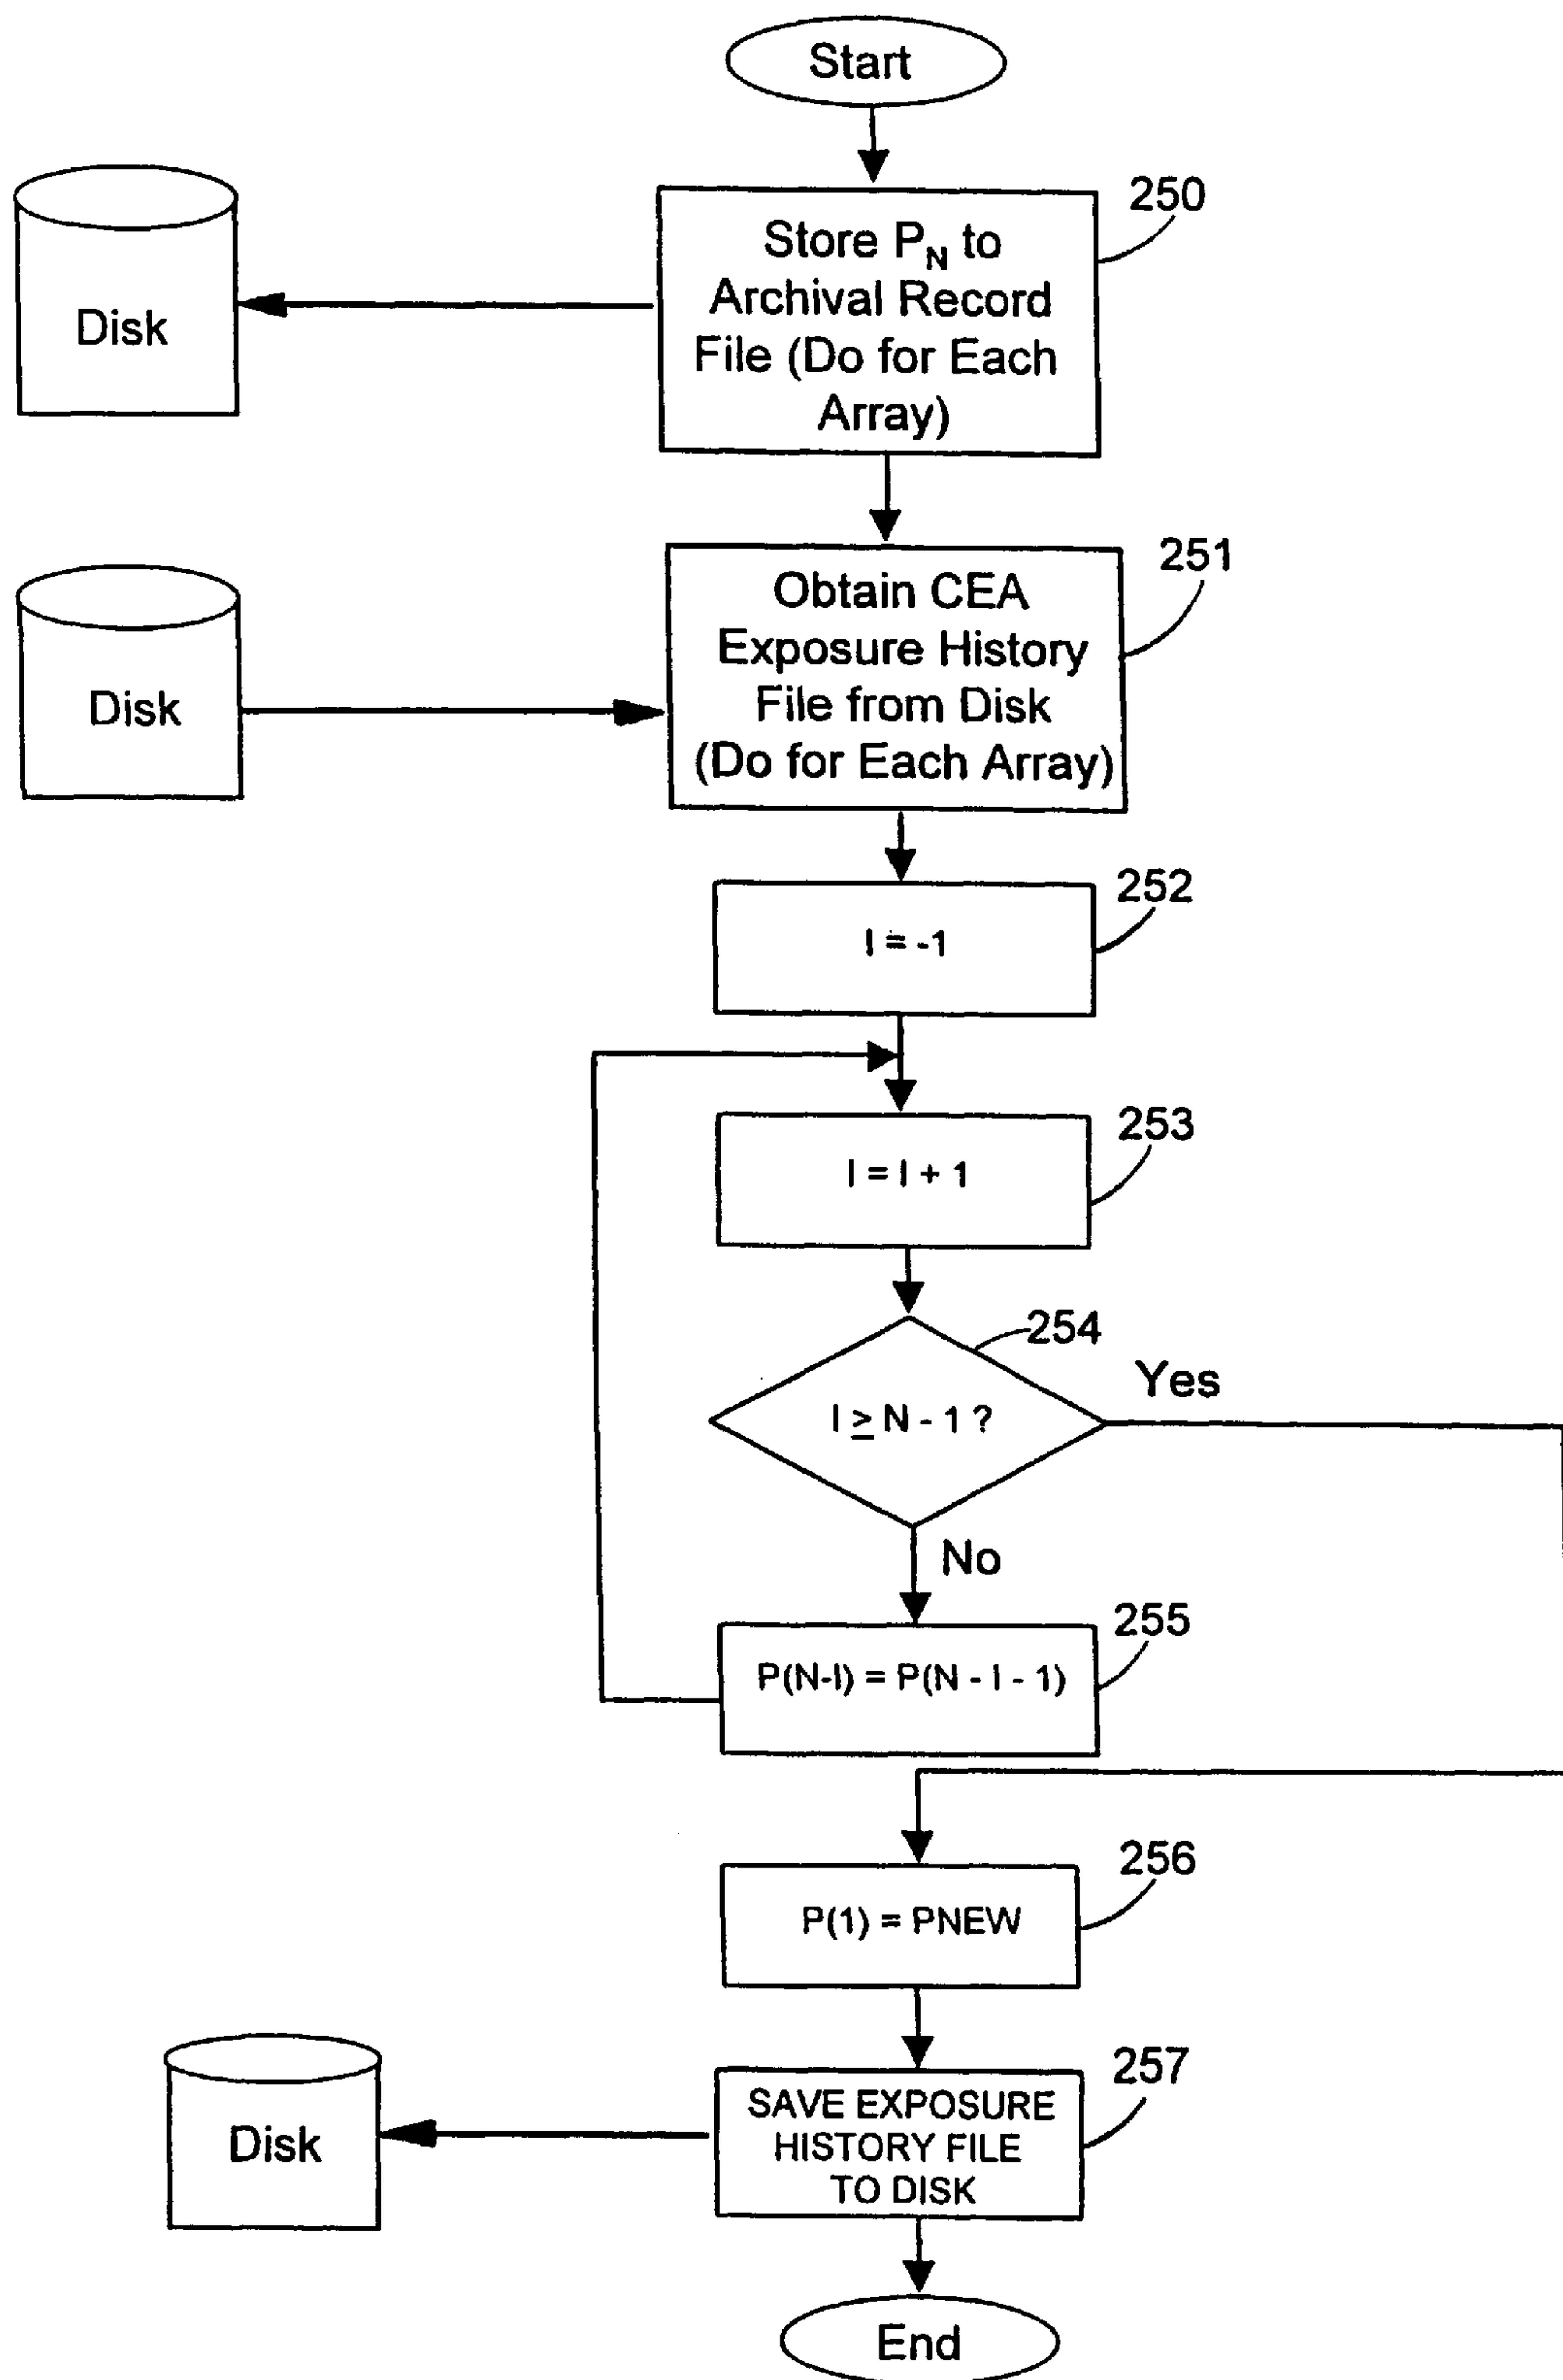 Start
250
Store P_N to
Archival Record
File (Do for Each
Array)
Disk
251
Obtain CEA
Exposure History
File from Disk
(Do for Each Array)
Disk
252
I = -1
253
I = I + 1
254
I ≥ N - 1 ?
Yes
No
255
P(N-I) = P(N - I - 1)
256
P(1) = PNEW
257
SAVE EXPOSURE
HISTORY FILE
TO DISK
Disk
End